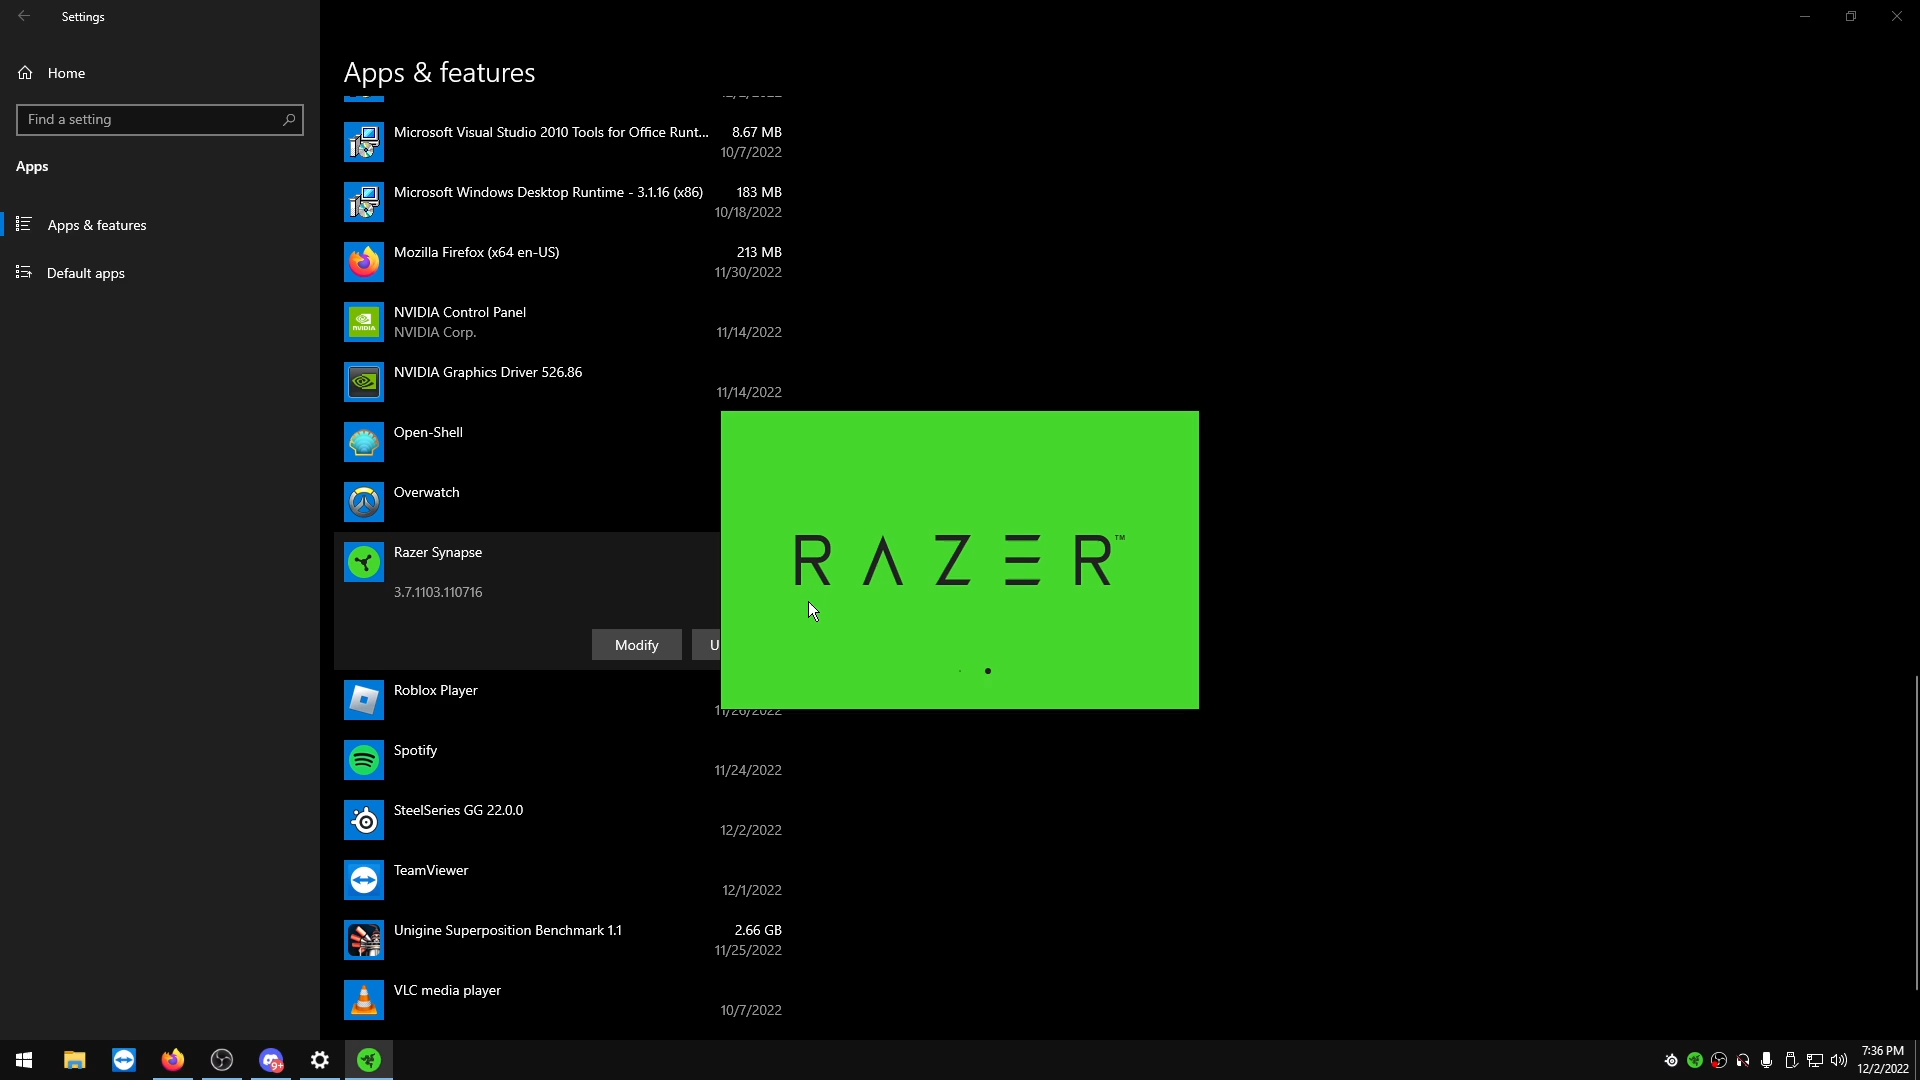 Settings
Home
Find a setting
Apps
Apps & features
Default apps
Apps & features
Microsoft Visual Studio 2010 Tools for Office Runt... 8.67 MB
10/7/2022
Microsoft Windows Desktop Runtime - 3.1.16 (x86) 183 MB
10/18/2022
Mozilla Firefox (x64 en-US) 213 MB
11/30/2022
NVIDIA Control Panel
NVIDIA Corp. 11/14/2022
NVIDIA Graphics Driver 526.86
11/14/2022
Open-Shell
Overwatch
Razer Synapse
3.7.1103.110716
Modify U
RAZER™
Roblox Player
11/26/2022
Spotify
11/24/2022
SteelSeries GG 22.0.0
12/2/2022
TeamViewer
12/1/2022
Unigine Superposition Benchmark 1.1 2.66 GB
11/25/2022
VLC media player
10/7/2022
9+
7:36 PM
12/2/2022